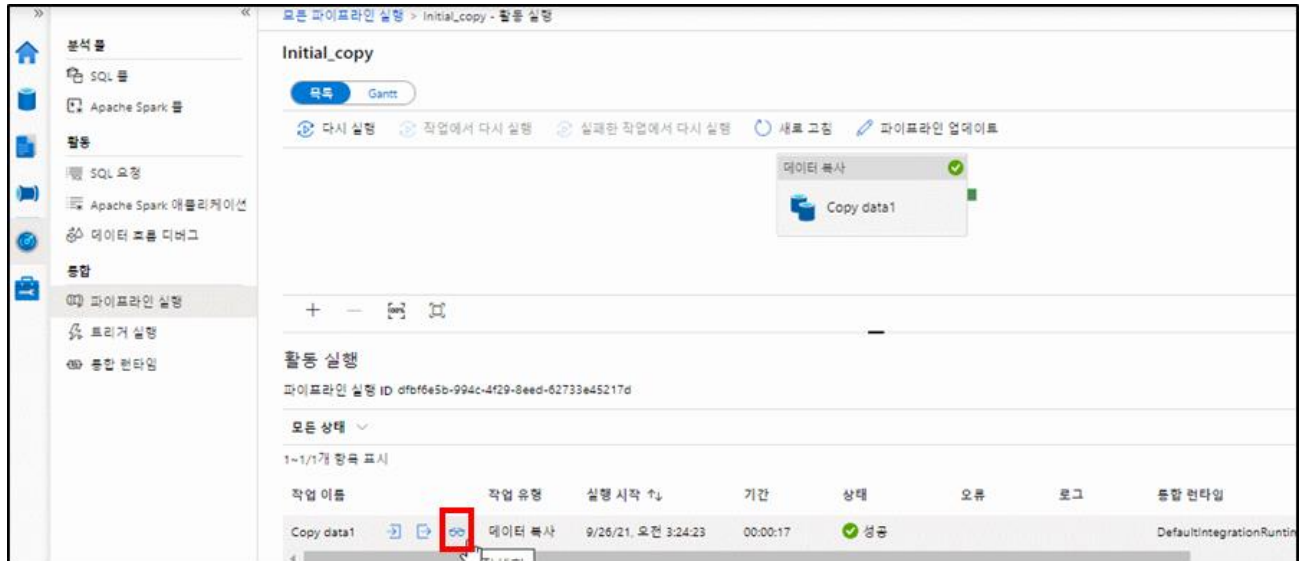 » «
모든 파이프라인 실행 > Initial_copy - 활동 실행
분석 풀
SQL 풀
Apache Spark 풀
활동
SQL 요청
Apache Spark 애플리케이션
데이터 흐름 디버그
통합
파이프라인 실행
트리거 실행
통합 런타임
Initial_copy
목록 Gantt
다시 실행 작업에서 다시 실행 실패한 작업에서 다시 실행 새로 고침 파이프라인 업데이트
데이터 복사
Copy data1
활동 실행
파이프라인 실행 ID dfbf6e5b-994c-4f29-8eed-62733e45217d
모든 상태
1~1/1개 항목 표시
작업 이름 작업 유형 실행 시작 ↑↓ 기간 상태 오류 로그 통합 런타임
Copy data1 데이터 복사 9/26/21, 오전 3:24:23 00:00:17 성공 DefaultIntegrationRuntin